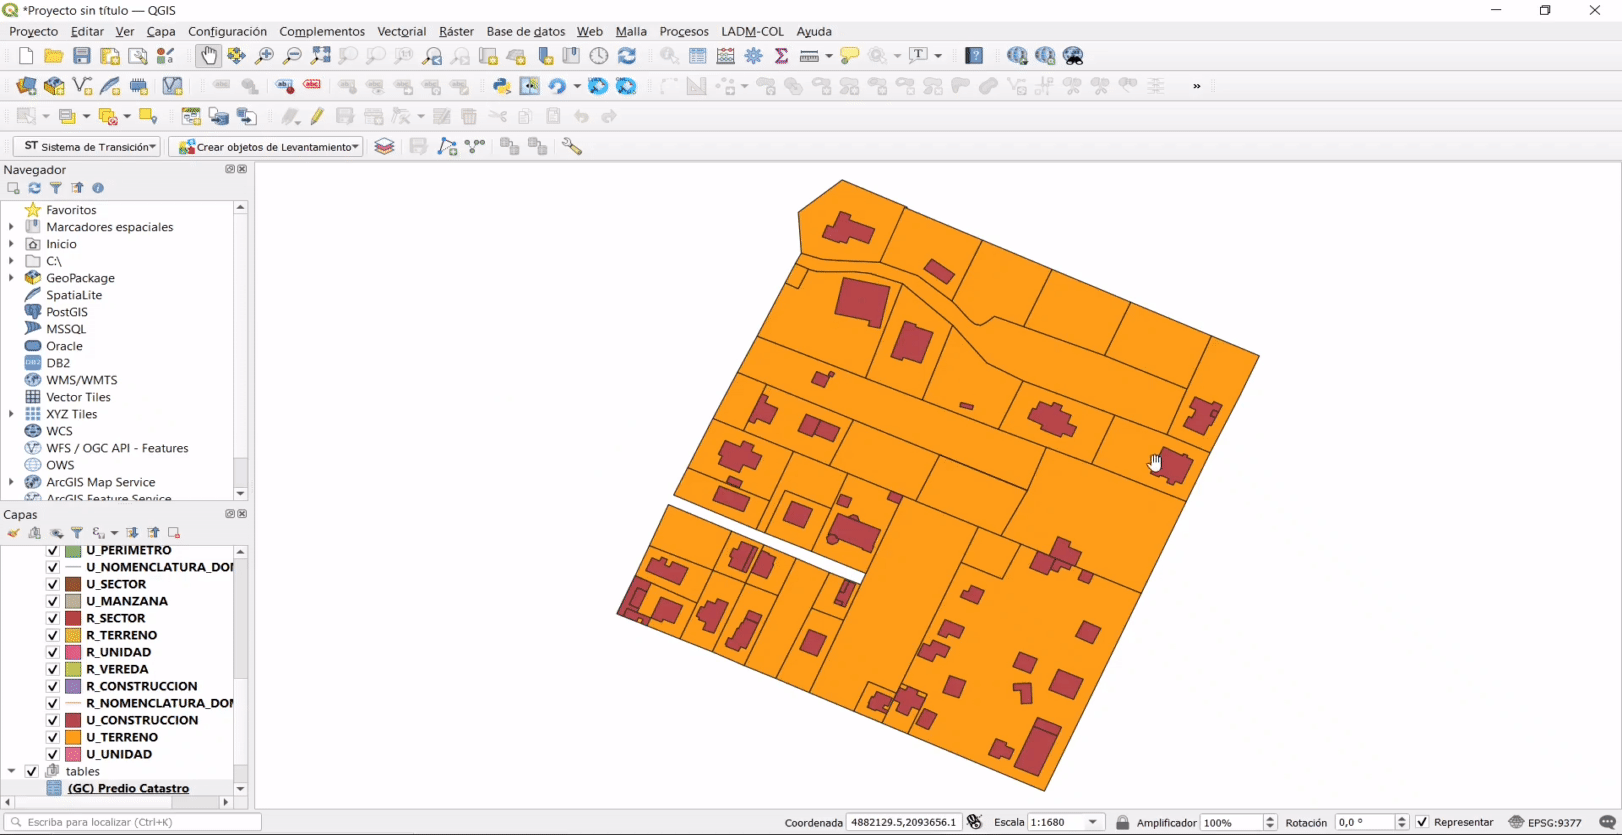 *Proyecto sin título — QGIS
Proyecto Editar Ver Capa Configuración Complementos Vectorial Ráster Base de datos Web Malla Procesos LADM-COL Ayuda
ST Sistema de Transición Crear objetos de Levantamiento
Navegador
Favoritos
Marcadores espaciales
Inicio
C:\
GeoPackage
SpatiaLite
PostGIS
MSSQL
Oracle
DB2
WMS/WMTS
Vector Tiles
XYZ Tiles
WCS
WFS / OGC API - Features
OWS
ArcGIS Map Service
ArcGIS Feature Service
Capas
U_PERIMETRO
U_NOMENCLATURA_DOM
U_SECTOR
U_MANZANA
R_SECTOR
R_TERRENO
R_UNIDAD
R_VEREDA
R_CONSTRUCCION
R_NOMENCLATURA_DOM
U_CONSTRUCCION
U_TERRENO
U_UNIDAD
tables
(GC) Predio Catastro
Escriba para localizar (Ctrl+K) Coordenada 4882129.5,2093656.1 Escala 1:1680 Amplificador 100% Rotación 0,0 ° Representar EPSG:9377